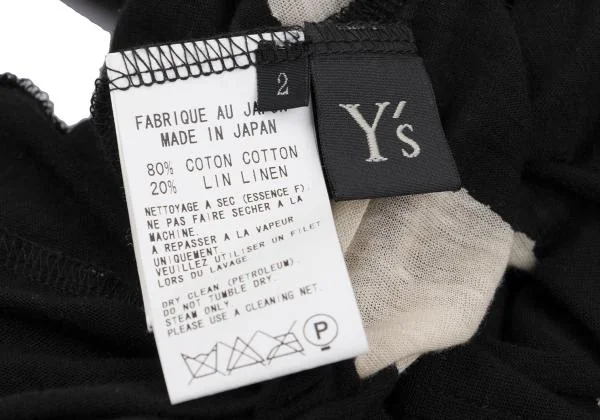 2
Y's
FABRIQUE AU JAPON
MADE IN JAPAN
80% COTON COTTON
20% LIN LINEN
NETTOYAGE A SEC (ESSENCE F).
NE PAS FAIRE SECHER A LA
MACHINE.
A REPASSER A LA VAPEUR
UNIQUEMENT
VEUILLEZ UTILISER UN FILET
LORS DU LAVAGE.
DRY CLEAN (PETROLEUM).
DO NOT TUMBLE DRY.
STEAM ONLY.
PLEASE USE A CLEANING NET.
P